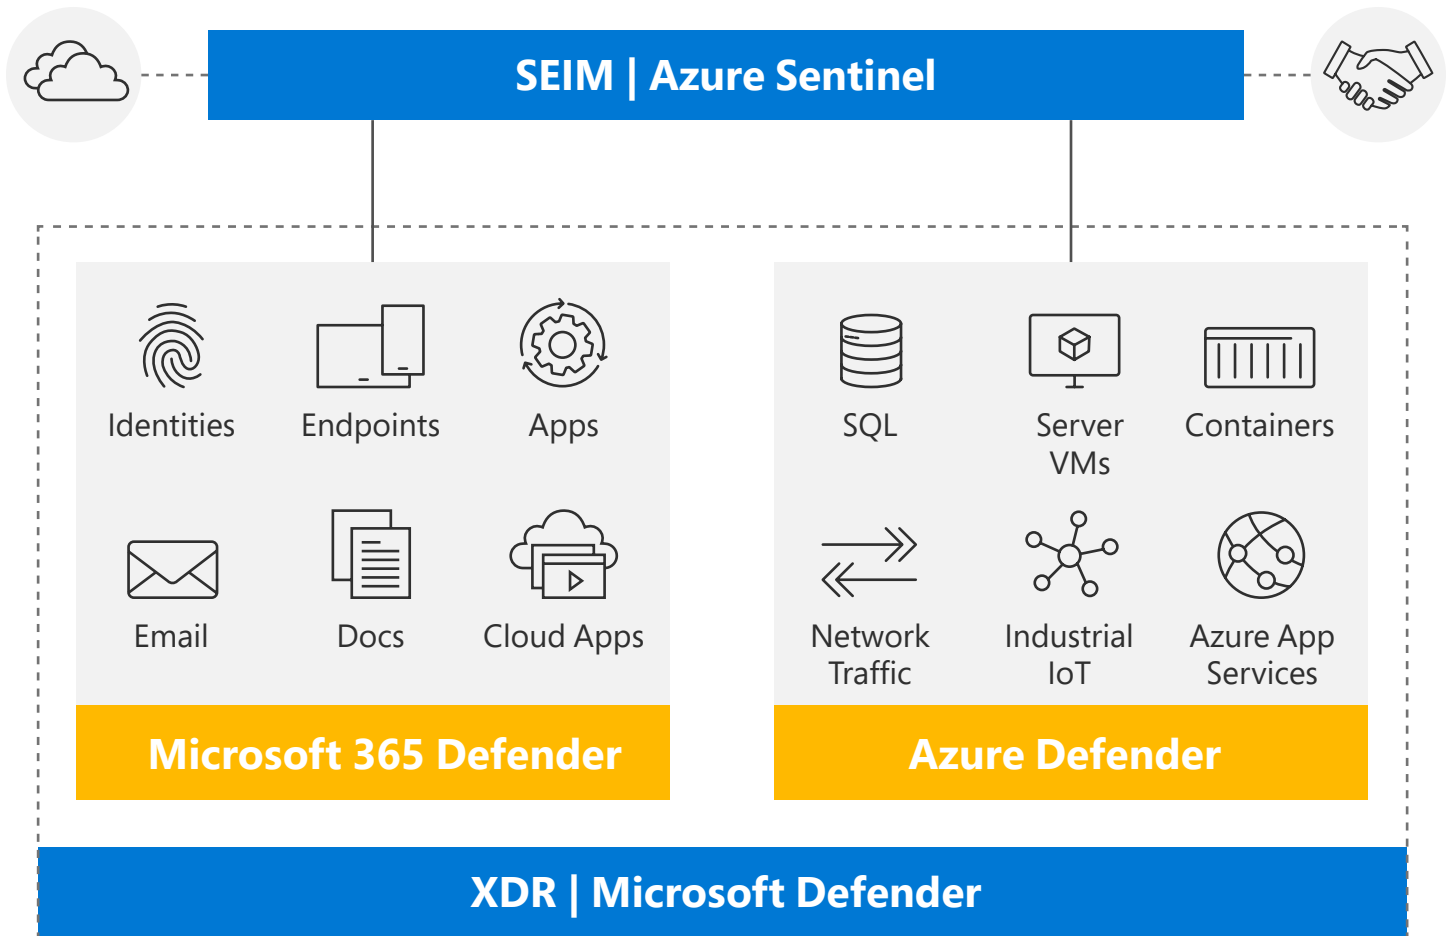 SEIM | Azure Sentinel
Identities
Endpoints
Apps
Email
Docs
Cloud Apps
Microsoft 365 Defender
SQL
Server
VMs
Containers
Network
Traffic
Industrial
IoT
Azure App
Services
Azure Defender
XDR | Microsoft Defender